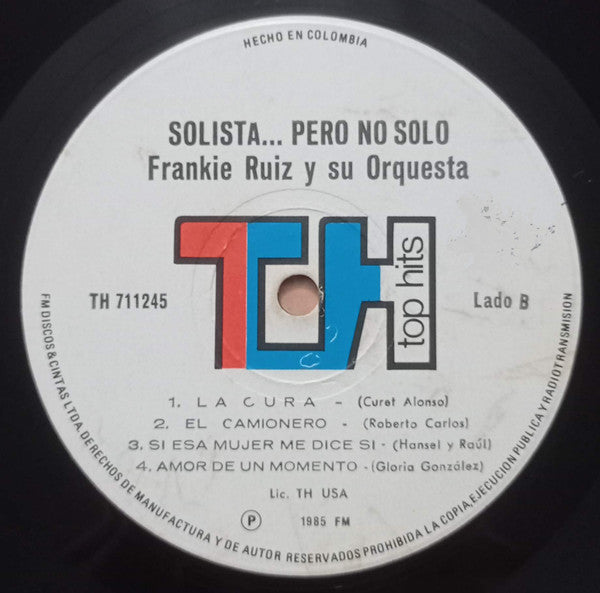 HECHO EN COLOMBIA
SOLISTA... PERO NO SOLO
Frankie Ruiz y su Orquesta
TH
top hits
TH 711245
Lado B
1. LA CURA - (Curet Alonso)
2. EL CAMIONERO - (Roberto Carlos)
3. SI ESA MUJER ME DICE SI - (Hansel y Raúl)
4. AMOR DE UN MOMENTO - (Gloria González)
Lic. TH USA
P 1985 FM
FM DISCOS & CINTAS LTDA. DERECHOS DE MANUFACTURA Y DE AUTOR RESERVADOS PROHIBIDA LA COPIA, EJECUCION PUBLICA Y RADIOTRANSMISION